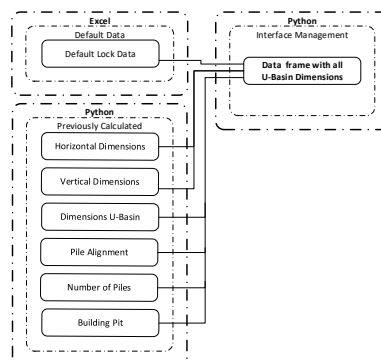 Excel
Default Data
Default Lock Data
Python
Interface Management
Data frame with all
U-Basin Dimensions
Python
Previously Calculated
Horizontal Dimensions
Vertical Dimensions
Dimensions U-Basin
Pile Alignment
Number of Piles
Building Pit